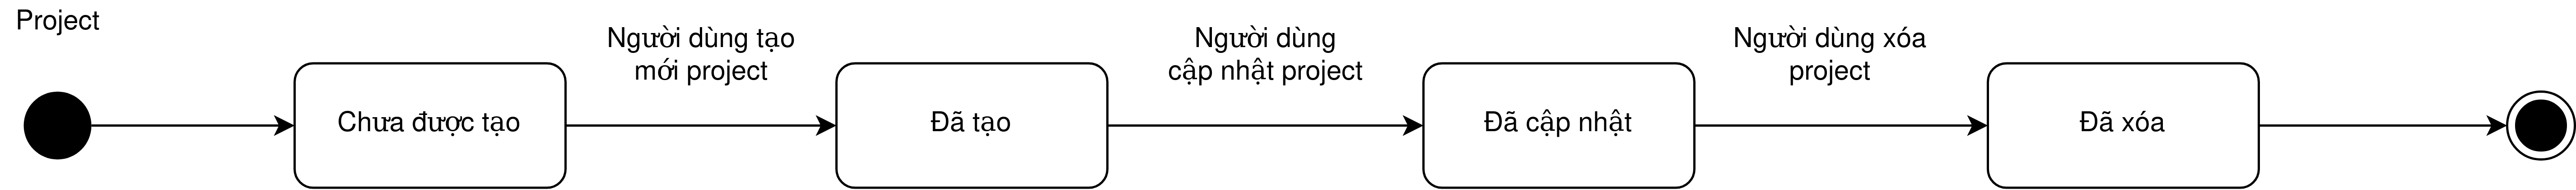 Project
Người dùng tạo
mới project
Người dùng
cập nhật project
Người dùng xóa
project
Chưa được tạo
Đã tạo
Đã cập nhật
Đã xóa